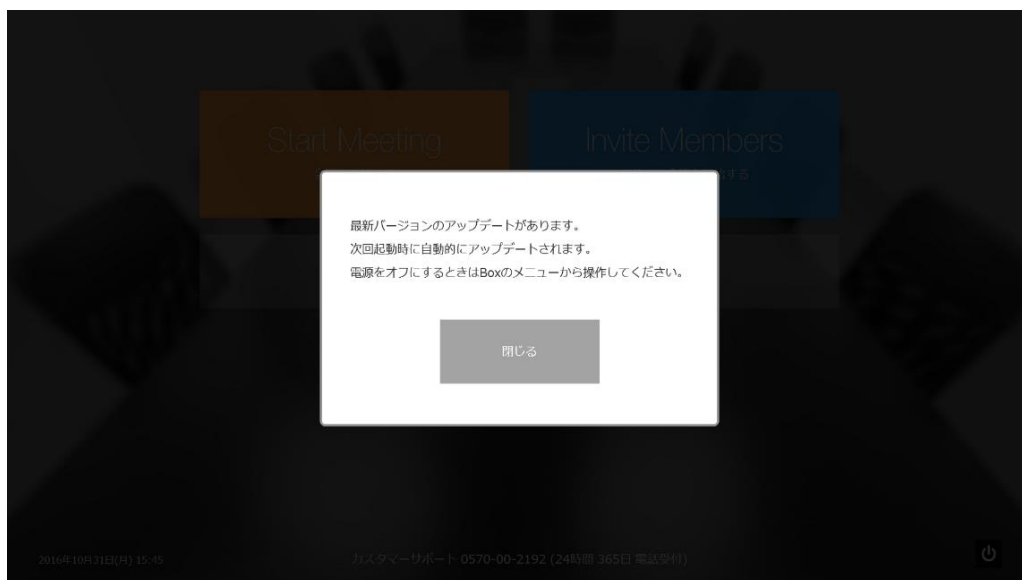 Start Meeting
Invite Members
する
最新バージョンのアップデートがあります。
次回起動時に自動的にアップデートされます。
電源をオフにするときはBoxのメニューから操作してください。
閉じる
2016年10月31日(月) 15:45
カスタマーサポート 0570-00-2192 (24時間 365日 電話受付)